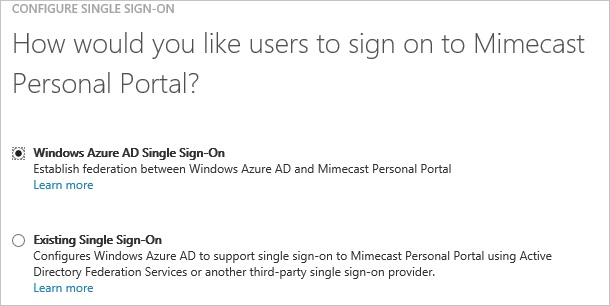 CONFIGURE SINGLE SIGN-ON
How would you like users to sign on to Mimecast
Personal Portal?
Windows Azure AD Single Sign-On
Establish federation between Windows Azure AD and Mimecast Personal Portal
Learn more
Existing Single Sign-On
Configures Windows Azure AD to support single sign-on to Mimecast Personal Portal using Active
Directory Federation Services or another third-party single sign-on provider.
Learn more